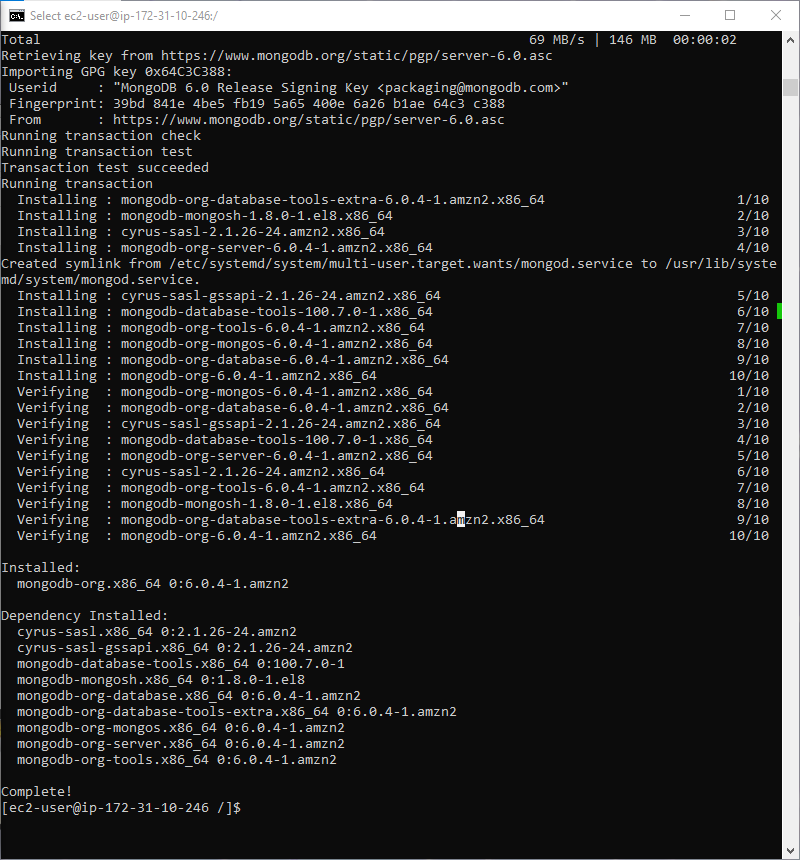 Select ec2-user@ip-172-31-10-246:/
Total 69 MB/s | 146 MB 00:00:02
Retrieving key from https://www.mongodb.org/static/pgp/server-6.0.asc
Importing GPG key 0x64C3C388:
Userid : "MongoDB 6.0 Release Signing Key <packaging@mongodb.com>"
Fingerprint: 39bd 841e 4be5 fb19 5a65 400e 6a26 b1ae 64c3 c388
From : https://www.mongodb.org/static/pgp/server-6.0.asc
Running transaction check
Running transaction test
Transaction test succeeded
Running transaction
Installing : mongodb-org-database-tools-extra-6.0.4-1.amzn2.x86_64 1/10
Installing : mongodb-mongosh-1.8.0-1.el8.x86_64 2/10
Installing : cyrus-sasl-2.1.26-24.amzn2.x86_64 3/10
Installing : mongodb-org-server-6.0.4-1.amzn2.x86_64 4/10
Created symlink from /etc/systemd/system/multi-user.target.wants/mongod.service to /usr/lib/syste
md/system/mongod.service.
Installing : cyrus-sasl-gssapi-2.1.26-24.amzn2.x86_64 5/10
Installing : mongodb-database-tools-100.7.0-1.x86_64 6/10
Installing : mongodb-org-tools-6.0.4-1.amzn2.x86_64 7/10
Installing : mongodb-org-mongos-6.0.4-1.amzn2.x86_64 8/10
Installing : mongodb-org-database-6.0.4-1.amzn2.x86_64 9/10
Installing : mongodb-org-6.0.4-1.amzn2.x86_64 10/10
Verifying : mongodb-org-mongos-6.0.4-1.amzn2.x86_64 1/10
Verifying : mongodb-org-database-6.0.4-1.amzn2.x86_64 2/10
Verifying : cyrus-sasl-gssapi-2.1.26-24.amzn2.x86_64 3/10
Verifying : mongodb-database-tools-100.7.0-1.x86_64 4/10
Verifying : mongodb-org-server-6.0.4-1.amzn2.x86_64 5/10
Verifying : cyrus-sasl-2.1.26-24.amzn2.x86_64 6/10
Verifying : mongodb-org-tools-6.0.4-1.amzn2.x86_64 7/10
Verifying : mongodb-mongosh-1.8.0-1.el8.x86_64 8/10
Verifying : mongodb-org-database-tools-extra-6.0.4-1.amzn2.x86_64 9/10
Verifying : mongodb-org-6.0.4-1.amzn2.x86_64 10/10
Installed:
mongodb-org.x86_64 0:6.0.4-1.amzn2
Dependency Installed:
cyrus-sasl.x86_64 0:2.1.26-24.amzn2
cyrus-sasl-gssapi.x86_64 0:2.1.26-24.amzn2
mongodb-database-tools.x86_64 0:100.7.0-1
mongodb-mongosh.x86_64 0:1.8.0-1.el8
mongodb-org-database.x86_64 0:6.0.4-1.amzn2
mongodb-org-database-tools-extra.x86_64 0:6.0.4-1.amzn2
mongodb-org-mongos.x86_64 0:6.0.4-1.amzn2
mongodb-org-server.x86_64 0:6.0.4-1.amzn2
mongodb-org-tools.x86_64 0:6.0.4-1.amzn2
Complete!
[ec2-user@ip-172-31-10-246 /]$